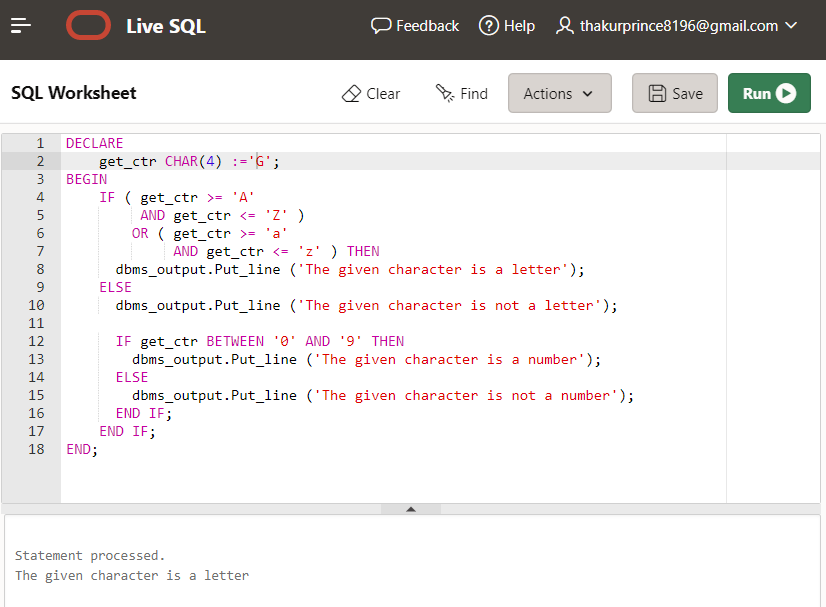 Live SQL Feedback Help thakurprince8196@gmail.com
SQL Worksheet Clear Find Actions Save Run
1 DECLARE
2     get_ctr CHAR(4) :='G';
3 BEGIN
4     IF ( get_ctr >= 'A'
5          AND get_ctr <= 'Z' )
6         OR ( get_ctr >= 'a'
7              AND get_ctr <= 'z' ) THEN
8       dbms_output.Put_line ('The given character is a letter');
9     ELSE
10       dbms_output.Put_line ('The given character is not a letter');
11
12       IF get_ctr BETWEEN '0' AND '9' THEN
13         dbms_output.Put_line ('The given character is a number');
14       ELSE
15         dbms_output.Put_line ('The given character is not a number');
16       END IF;
17     END IF;
18 END;
Statement processed.
The given character is a letter